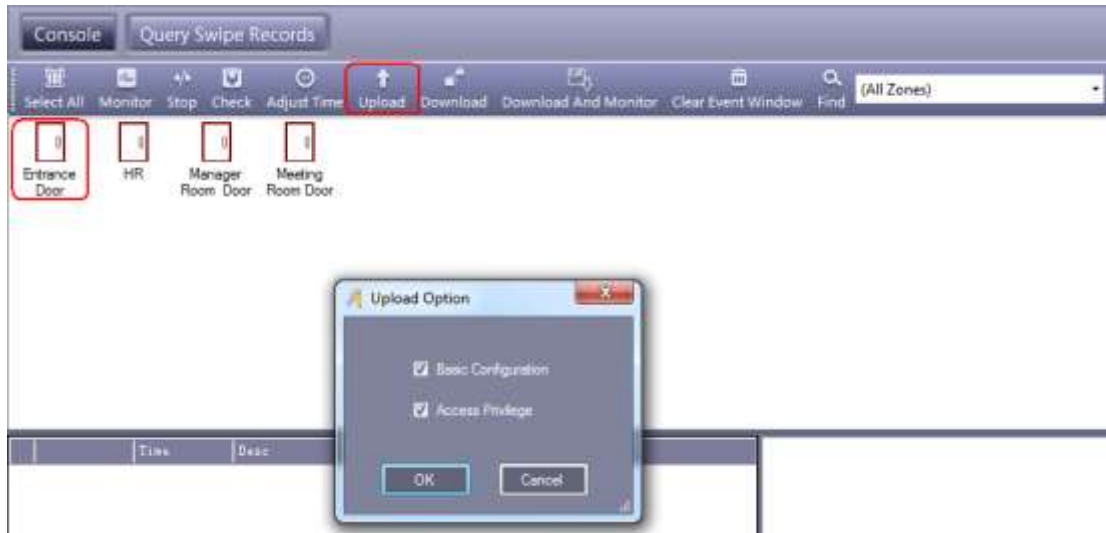 Console Query Swipe Records
Select All Monitor Stop Check Adjust Time Upload Download Download And Monitor Clear Event Window Find (All Zones)
Entrance Door
HR
Manager Room Door
Meeting Room Door
Upload Option
Basic Configuration
Access Privilege
OK Cancel
Time Desc